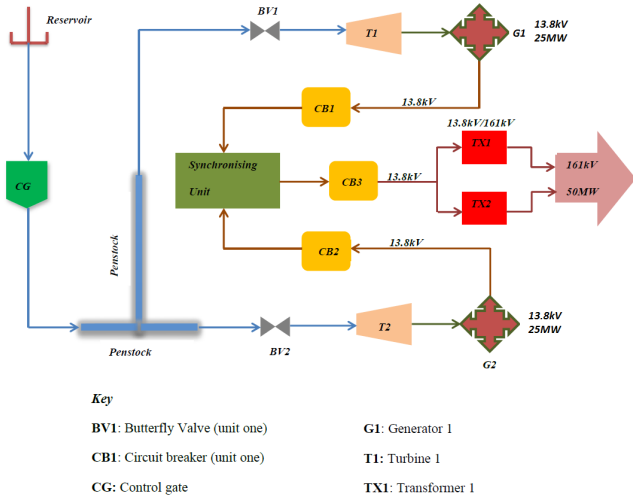 Reservoir
BV1
T1
G1
13.8kV
25MW
CB1
13.8kV
13.8kV/161kV
TX1
Synchronising
Unit
CB3
13.8kV
161kV
50MW
CG
TX2
CB2
13.8kV
Penstock
Penstock
BV2
T2
13.8kV
25MW
G2
Key
BV1: Butterfly Valve (unit one)
G1: Generator 1
CB1: Circuit breaker (unit one)
T1: Turbine 1
CG: Control gate
TX1: Transformer 1